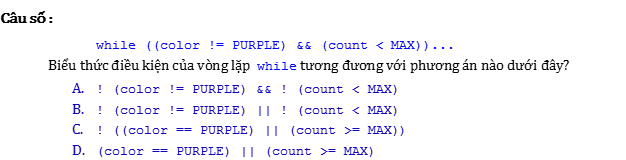 Câu số :
while ((color != PURPLE) && (count < MAX))...
Biểu thức điều kiện của vòng lặp while tương đương với phương án nào dưới đây?
A. ! (color != PURPLE) && ! (count < MAX)
B. ! (color != PURPLE) || ! (count < MAX)
C. ! ((color == PURPLE) || (count >= MAX))
D. (color == PURPLE) || (count >= MAX)